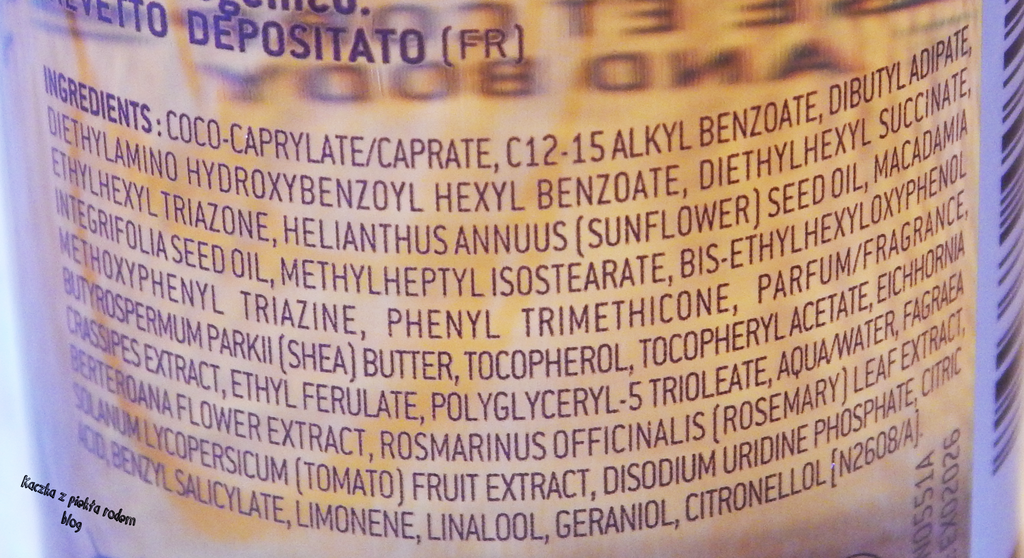 DEPOSITATO (FR)
INGREDIENTS : COCO-CAPRYLATE/CAPRATE, C12-15 ALKYL BENZOATE, DIBUTYL ADIPATE,
DIETHYLAMINO HYDROXYBENZOYL HEXYL BENZOATE, DIETHYLHEXYL SUCCINATE,
ETHYLHEXYL TRIAZONE, HELIANTHUS ANNUUS (SUNFLOWER) SEED OIL, MACADAMIA
INTEGRIFOLIA SEED OIL, METHYLHEPTYL ISOSTEARATE, BIS-ETHYLHEXYLOXYPHENOL
METHOXYPHENYL TRIAZINE, PHENYL TRIMETHICONE, PARFUM/FRAGRANCE,
BUTYROSPERMUM PARKII (SHEA) BUTTER, TOCOPHEROL, TOCOPHERYL ACETATE, EICHHORNIA
CRASSIPES EXTRACT, ETHYL FERULATE, POLYGLYCERYL-5 TRIOLEATE, AQUA/WATER, FAGRAEA
BERTEROANA FLOWER EXTRACT, ROSMARINUS OFFICINALIS (ROSEMARY) LEAF EXTRACT,
SOLANUM LYCOPERSICUM (TOMATO) FRUIT EXTRACT, DISODIUM URIDINE PHOSPHATE, CITRIC
ACID, BENZYL SALICYLATE, LIMONENE, LINALOOL, GERANIOL, CITRONELLOL [N2608/A].
N0551A
EX02026
Kaczka z piekła rodem
blog